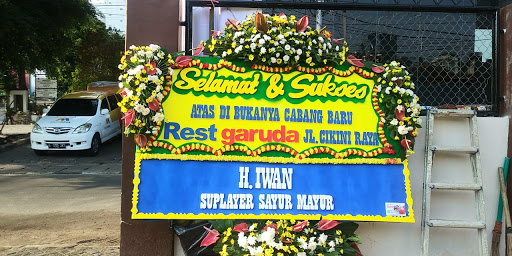 Selamat & Sukses
ATAS DI BUKANYA CABANG BARU
Rest garuda JL. CIKINI RAYA
H. IWAN
SUPLAYER SAYUR MAYUR